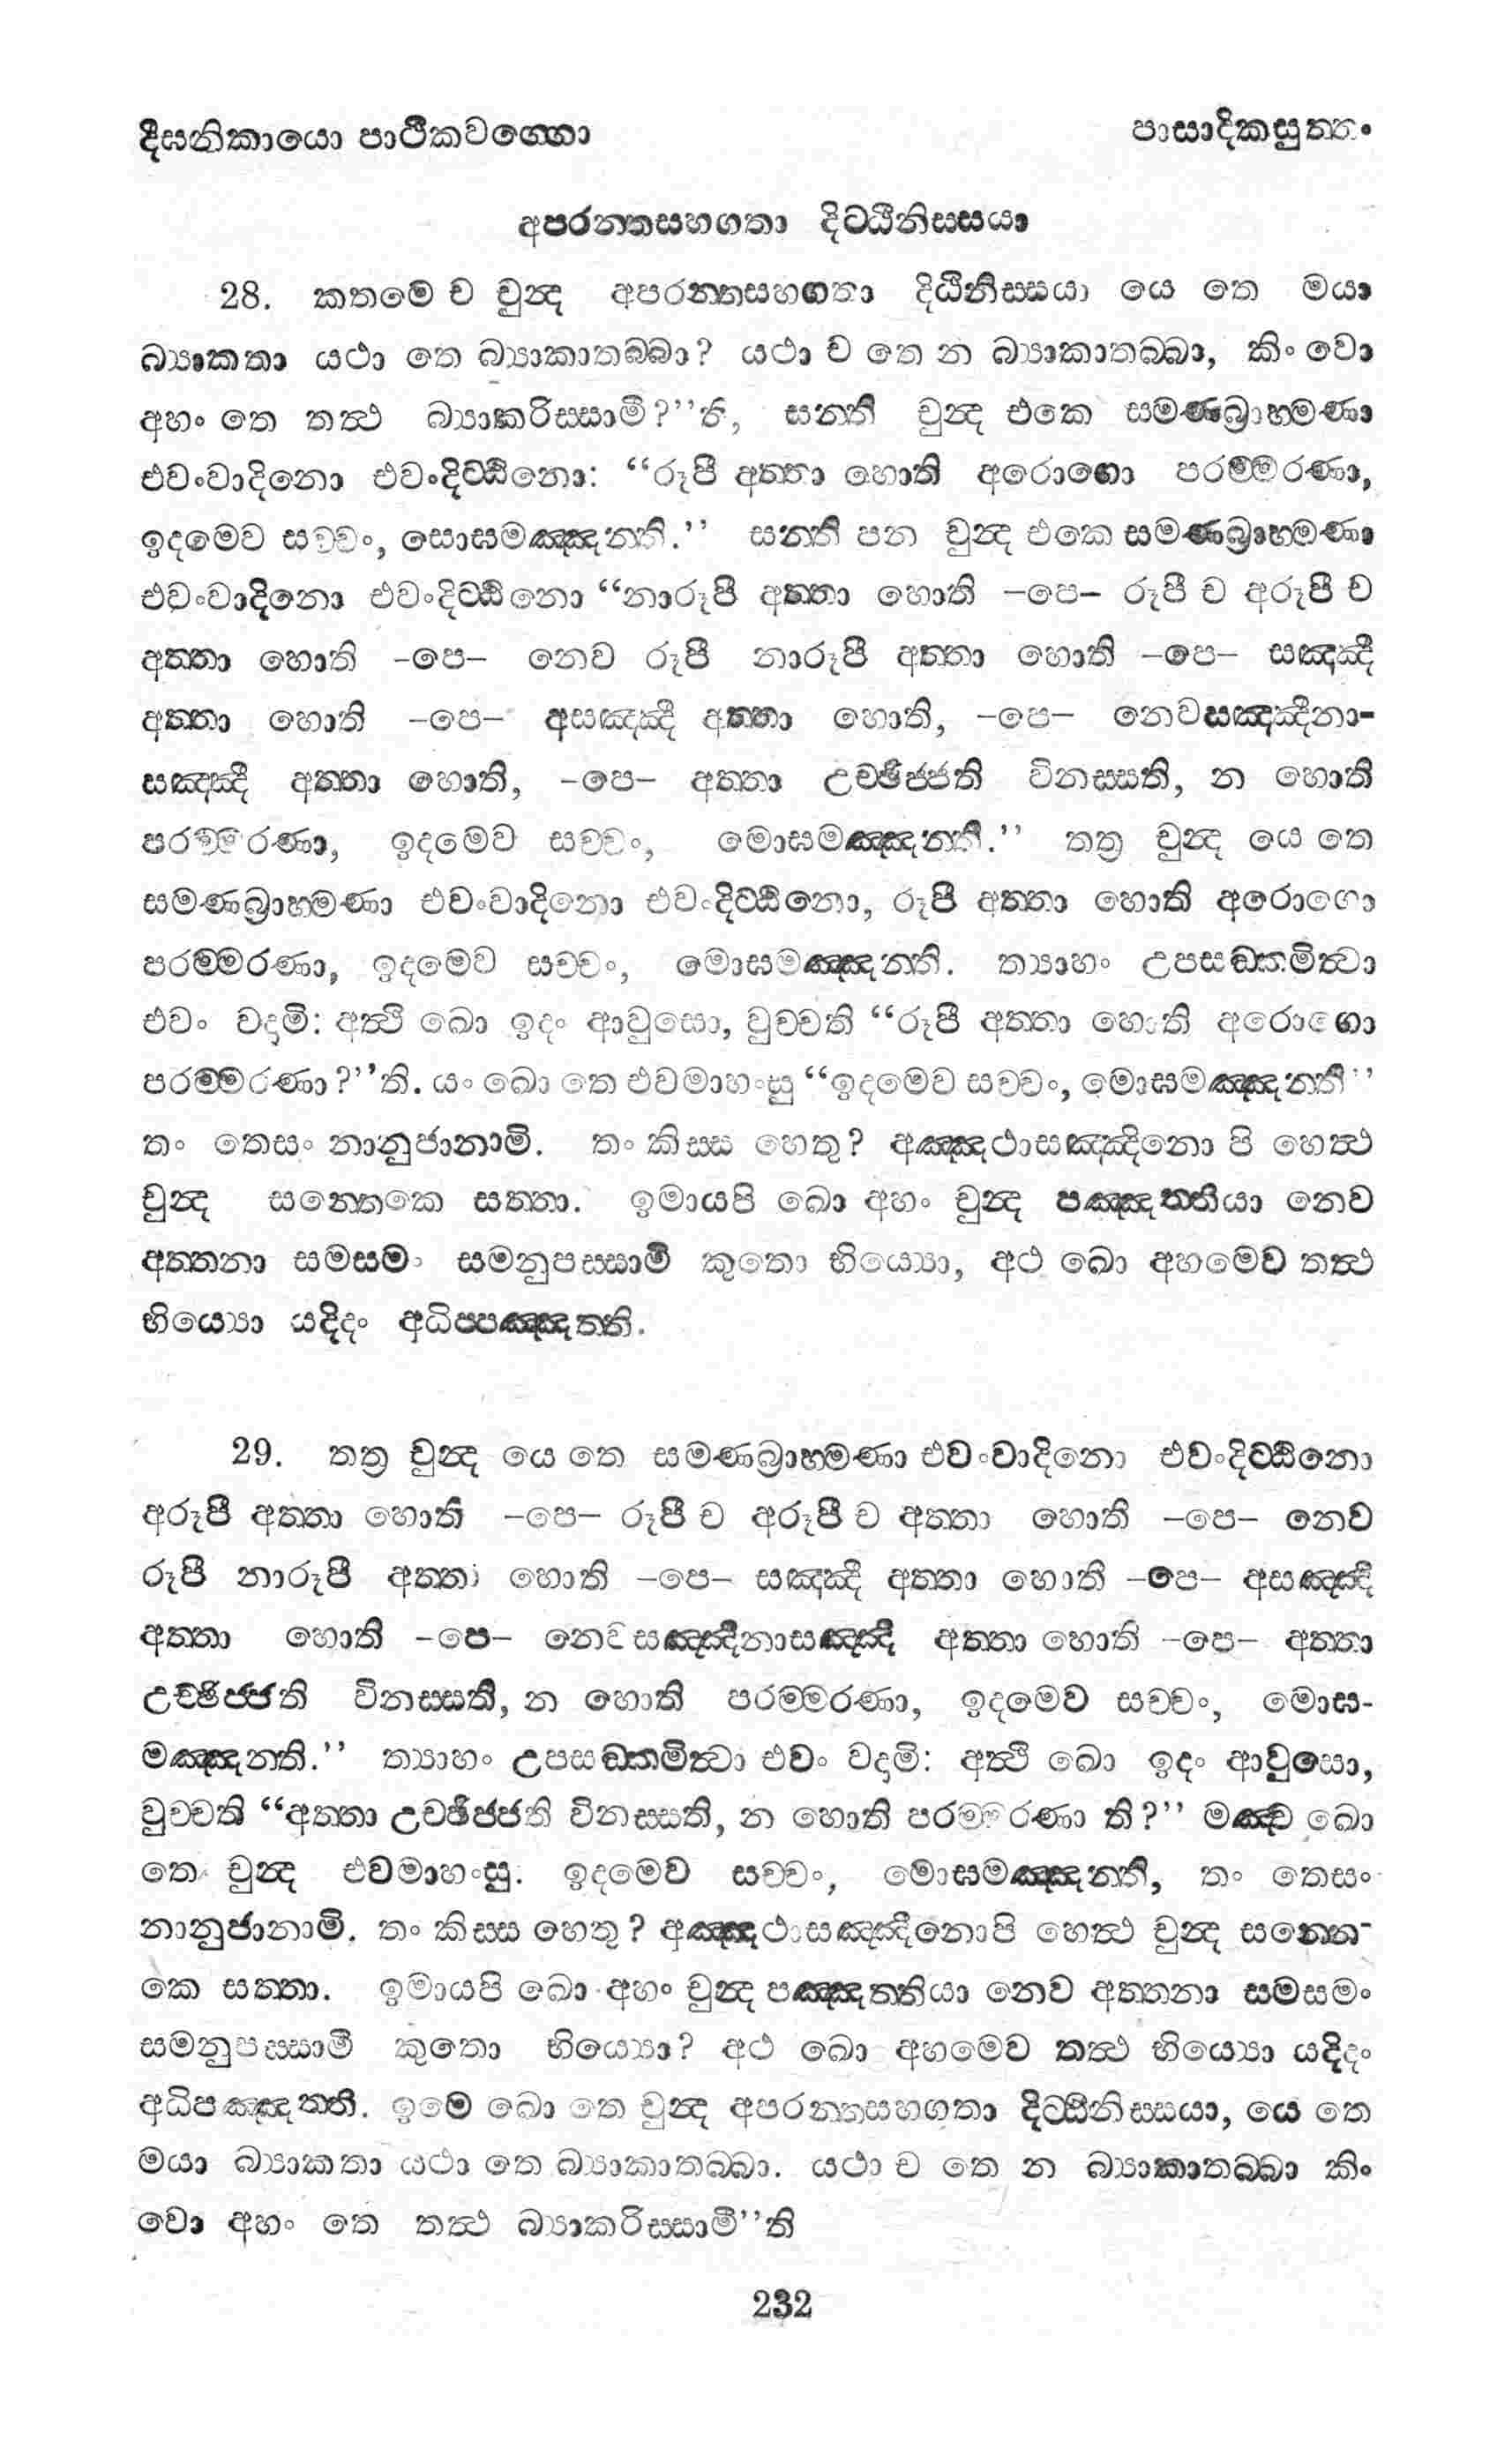 දීඝනිකායො පාථිකවග්ගො
පාසාදිකසුත්තං
අපරන්තසහගතා දිට්ඨිනිස්සයා
28. කතමෙ ච චුන්ද අපරන්තසහගතා දිඨිනිස්සයා යෙ තෙ මයා
බ්‍යාකතා යථා තෙ බ්‍යාකාතබ්බා? යථා ච තෙ න බ්‍යාකාතබ්බා, කිං වො
අහං තෙ තත්ථ බ්‍යාකරිස්සාමී?’’ති, සන්ති චුන්ද එකෙ සමණබ්‍රාහ්මණා
එවංවාදිනො එවංදිට්ඨිනො: “රූපී අත්තා හොති අරොගො පරම්මරණා,
ඉදමෙව සච්චං, සොඝමඤ්ඤන්ති.’’ සන්ති පන චුන්ද එකෙ සමණබ්‍රාහ්මණා
එවංවාදිනො එවංදිට්ඨිනො “නාරූපී අත්තා හොති –පෙ– රූපී ච අරූපී ච
අත්තා හොති –පෙ– නෙව රූපී නාරූපී අත්තා හොති –පෙ– සඤ්ඤී
අත්තා හොති –පෙ– අසඤ්ඤී අත්තා හොති, –පෙ– නෙවසඤ්ඤීනා-
සඤ්ඤී අත්තා හොති, –පෙ– අත්තා උච්ඡිජ්ජති විනස්සති, න හොති
පරම්මරණා, ඉදමෙව සච්චං, මොඝමඤ්ඤන්ති.’’ තත්‍ර චුන්ද යෙ තෙ
සමණබ්‍රාහ්මණා එවංවාදිනො එවංදිට්ඨිනො, රූපී අත්තා හොති අරොගො
පරම්මරණා, ඉදමෙව සච්චං, මොඝමඤ්ඤන්ති. ත්‍යාහං උපසඞ්කමිත්වා
එවං වදාමි: අත්ථි ඛො ඉදං ආවුසො, වුච්චති “රූපී අත්තා හොති අරොගො
පරම්මරණා?’’ති. යං ඛො තෙ එවමාහංසු “ඉදමෙව සච්චං, මොඝමඤ්ඤන්ති’’
තං තෙසං නානුජානාමි. තං කිස්ස හෙතු? අඤ්ඤථාසඤ්ඤිනො පි හෙත්ථ
චුන්ද සන්තෙකෙ සත්තා. ඉමායපි ඛො අහං චුන්ද පඤ්ඤත්තියා නෙව
අත්තනා සමසමං සමනුපස්සාමි කුතො භිය්‍යො, අථ ඛො අහමෙව තත්ථ
භිය්‍යො යදිදං අධිප්පඤ්ඤත්ති.
29. තත්‍ර චුන්ද යෙ තෙ සමණබ්‍රාහ්මණා එවංවාදිනො එවංදිට්ඨිනො
අරූපී අත්තා හොති –පෙ– රූපී ච අරූපී ච අත්තා හොති –පෙ– නෙව
රූපී නාරූපී අත්තා හොති –පෙ– සඤ්ඤී අත්තා හොති –පෙ– අසඤ්ඤී
අත්තා හොති –පෙ– නෙවසඤ්ඤීනාසඤ්ඤී අත්තා හොති –පෙ– අත්තා
උච්ඡිජ්ජති විනස්සති, න හොති පරම්මරණා, ඉදමෙව සච්චං, මොඝ-
මඤ්ඤන්ති.’’ ත්‍යාහං උපසඞ්කමිත්වා එවං වදාමි: අත්ථි ඛො ඉදං ආවුසො,
වුච්චති “අත්තා උච්ඡිජ්ජති විනස්සති, න හොති පරම්මරණා ති?’’ මඤ්ච ඛො
තෙ චුන්ද එවමාහංසු. ඉදමෙව සච්චං, මොඝමඤ්ඤන්ති, තං තෙසං
නානුජානාමි. තං කිස්ස හෙතු? අඤ්ඤථාසඤ්ඤීනොපි හෙත්ථ චුන්ද සන්තෙ-
කෙ සත්තා. ඉමායපි ඛො අහං චුන්ද පඤ්ඤත්තියා නෙව අත්තනා සමසමං
සමනුපස්සාමි කුතො භිය්‍යො? අථ ඛො අහමෙව තත්ථ භිය්‍යො යදිදං
අධිපඤ්ඤත්ති. ඉමෙ ඛො තෙ චුන්ද අපරන්තසහගතා දිට්ඨිනිස්සයා, යෙ තෙ
මයා බ්‍යාකතා යථා තෙ බ්‍යාකාතබ්බා. යථා ච තෙ න බ්‍යාකාතබ්බා කිං
වො අහං තෙ තත්ථ බ්‍යාකරිස්සාමී’’ති
232